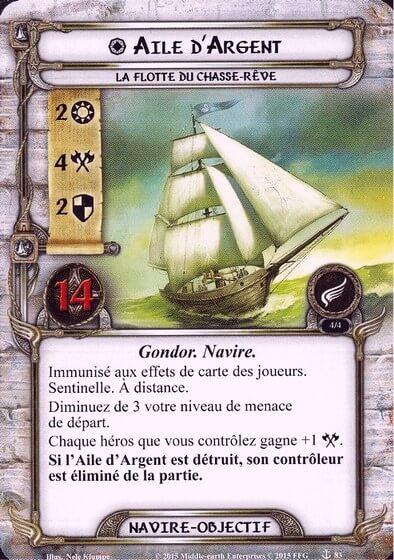 AILE D'ARGENT
LA FLOTTE DU CHASSE-RÊVE
2
4
2
14
4/4
Gondor. Navire.
Immunisé aux effets de carte des joueurs.
Sentinelle. À distance.
Diminuez de 3 votre niveau de menace
de départ.
Chaque héros que vous contrôlez gagne +1
Si l'Aile d'Argent est détruit, son contrôleur
est éliminé de la partie.
NAVIRE-OBJECTIF
Illus. Nele Klumpe
© 2015 Middle-earth Enterprises © 2015 FFG
83